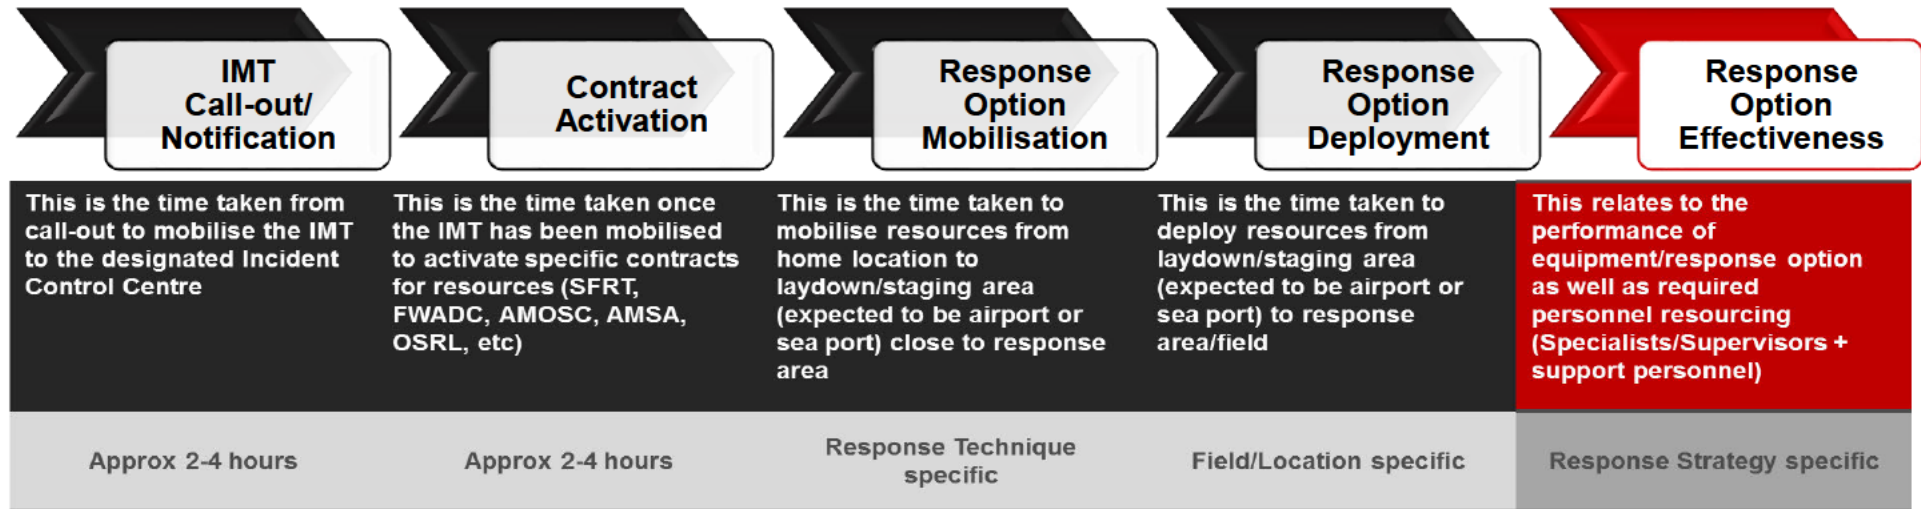 IMT
Call-out/
Notification
Contract
Activation
Response
Option
Mobilisation
Response
Option
Deployment
Response
Option
Effectiveness
This is the time taken from
call-out to mobilise the IMT
to the designated Incident
Control Centre
This is the time taken once
the IMT has been mobilised
to activate specific contracts
for resources (SFRT,
FWADC, AMOSC, AMSA,
OSRL, etc)
This is the time taken to
mobilise resources from
home location to
laydown/staging area
(expected to be airport or
sea port) close to response
area
This is the time taken to
deploy resources from
laydown/staging area
(expected to be airport or
sea port) to response
area/field
This relates to the
performance of
equipment/response option
as well as required
personnel resourcing
(Specialists/Supervisors +
support personnel)
Approx 2-4 hours
Approx 2-4 hours
Response Technique
specific
Field/Location specific
Response Strategy specific